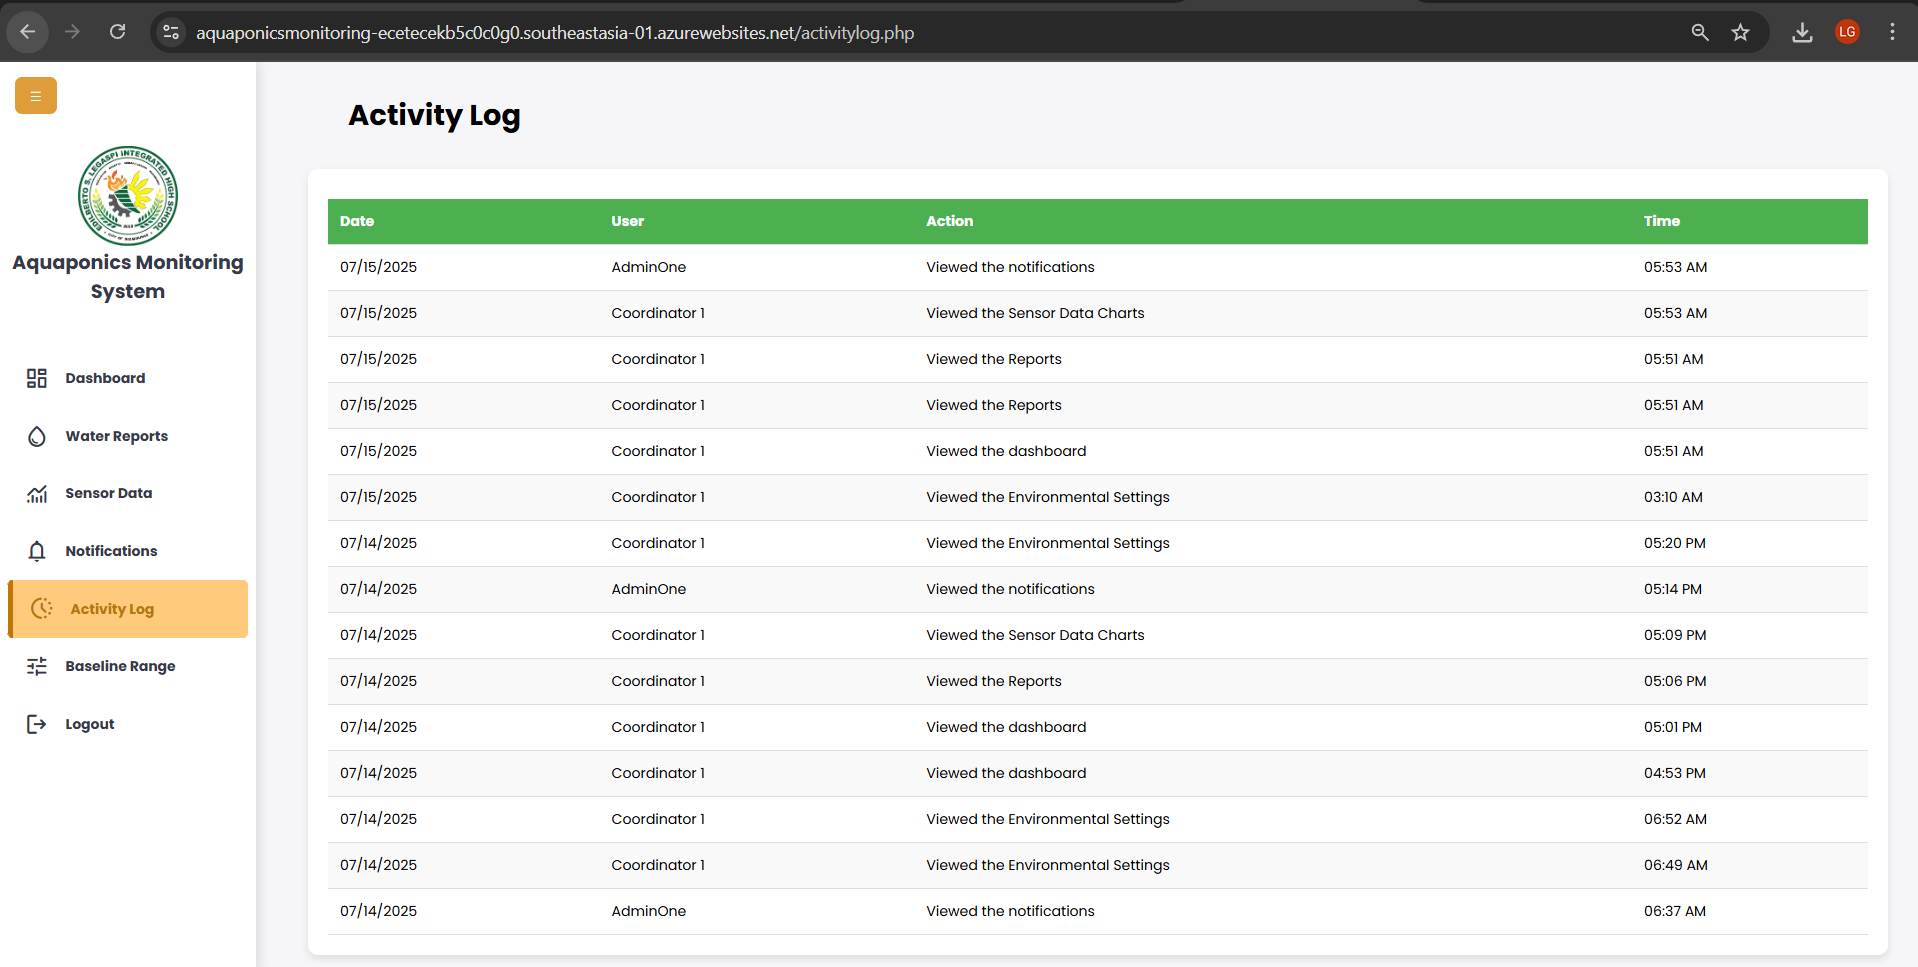 aquaponicsmonitoring-ecetecekb5c0c0g0.southeastasia-01.azurewebsites.net/activitylog.php
LG
EDILBERTO S. LEGASPI INTEGRATED HIGH SCHOOL
Aquaponics Monitoring
System
Dashboard
Water Reports
Sensor Data
Notifications
Activity Log
Baseline Range
Logout
Activity Log
Date User Action Time
07/15/2025 AdminOne Viewed the notifications 05:53 AM
07/15/2025 Coordinator 1 Viewed the Sensor Data Charts 05:53 AM
07/15/2025 Coordinator 1 Viewed the Reports 05:51 AM
07/15/2025 Coordinator 1 Viewed the Reports 05:51 AM
07/15/2025 Coordinator 1 Viewed the dashboard 05:51 AM
07/15/2025 Coordinator 1 Viewed the Environmental Settings 03:10 AM
07/14/2025 Coordinator 1 Viewed the Environmental Settings 05:20 PM
07/14/2025 AdminOne Viewed the notifications 05:14 PM
07/14/2025 Coordinator 1 Viewed the Sensor Data Charts 05:09 PM
07/14/2025 Coordinator 1 Viewed the Reports 05:06 PM
07/14/2025 Coordinator 1 Viewed the dashboard 05:01 PM
07/14/2025 Coordinator 1 Viewed the dashboard 04:53 PM
07/14/2025 Coordinator 1 Viewed the Environmental Settings 06:52 AM
07/14/2025 Coordinator 1 Viewed the Environmental Settings 06:49 AM
07/14/2025 AdminOne Viewed the notifications 06:37 AM